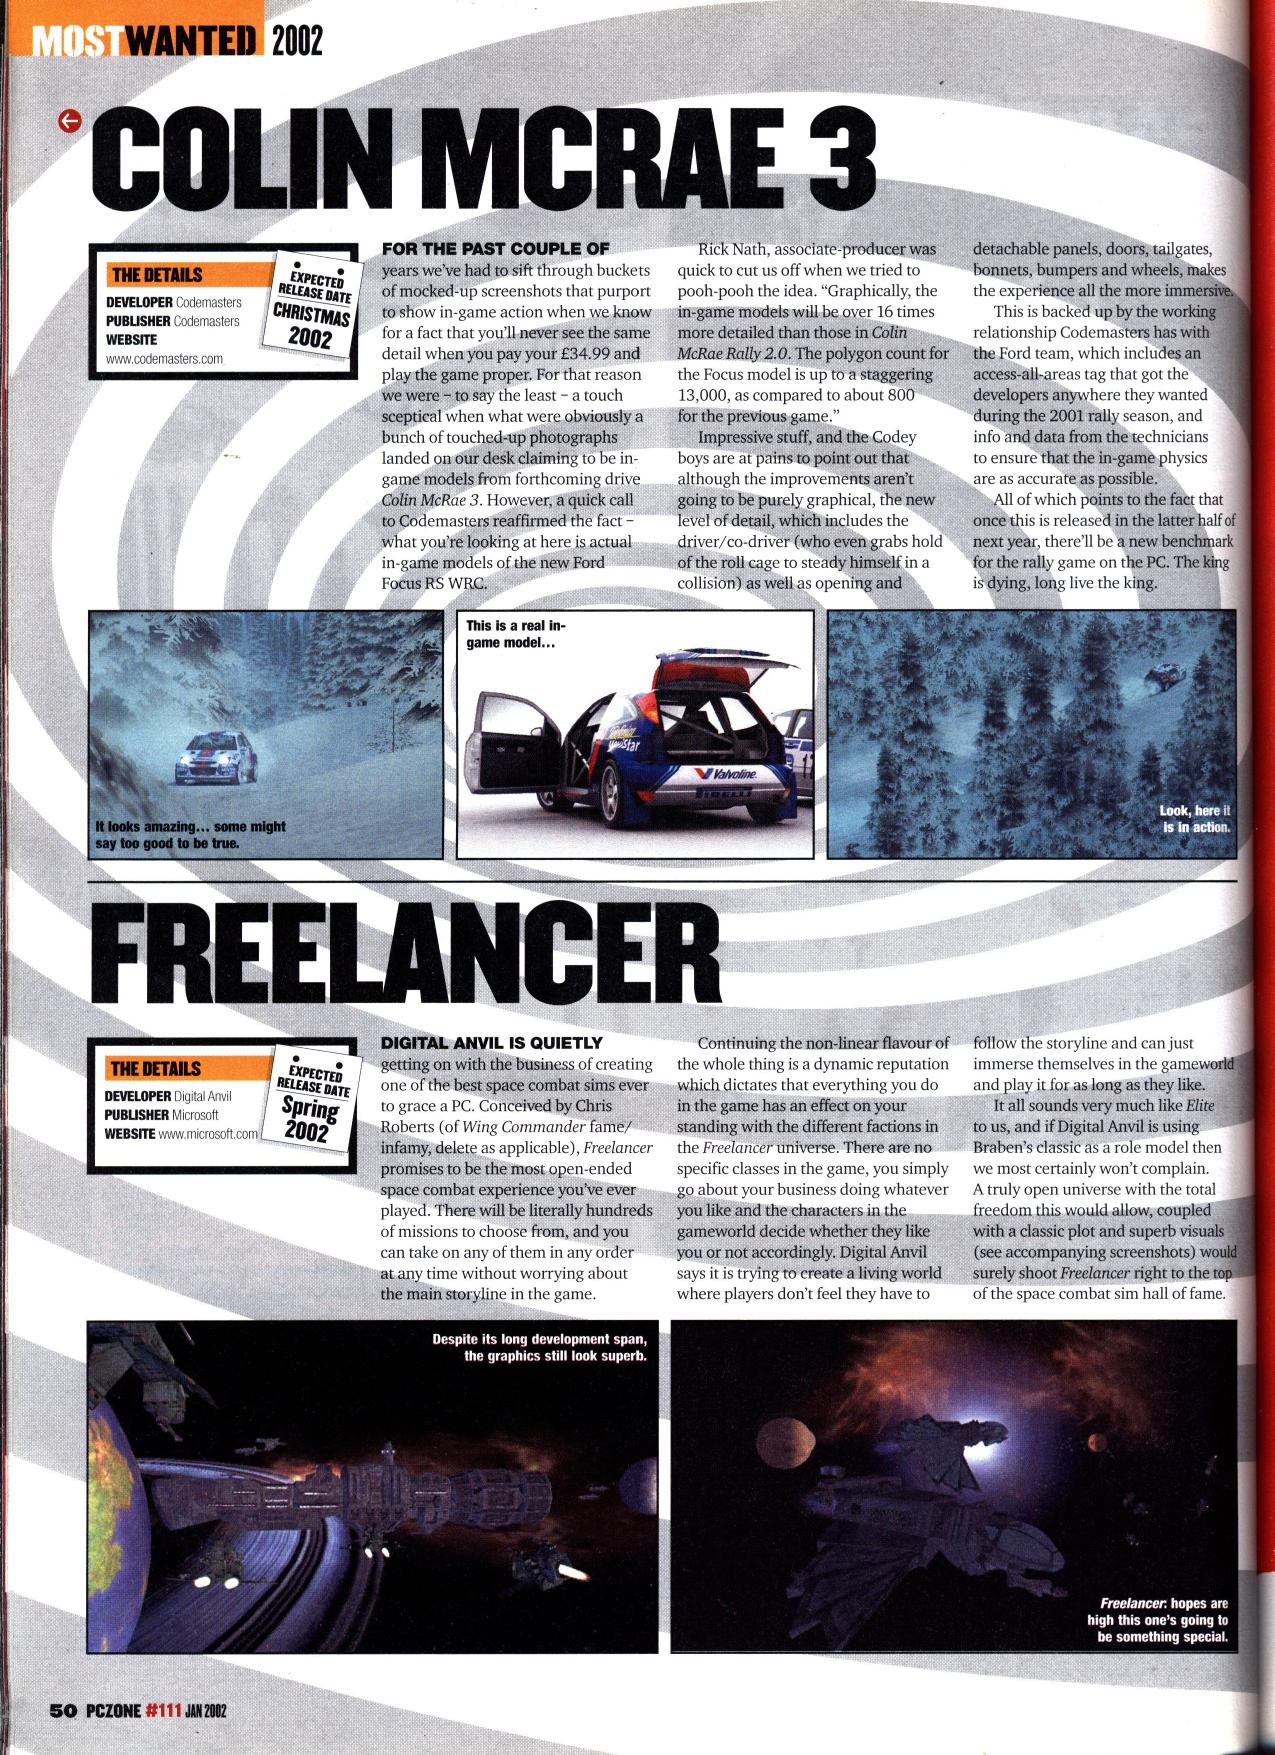 MOSTWANTED 2002
COLIN MCRAE 3
THE DETAILS
DEVELOPER Codemasters
PUBLISHER Codemasters
WEBSITE
www.codemasters.com
EXPECTED
RELEASE DATE
CHRISTMAS
2002
FOR THE PAST COUPLE OF
years we've had to sift through buckets
of mocked-up screenshots that purport
to show in-game action when we know
for a fact that you'll never see the same
detail when you pay your £34.99 and
play the game proper. For that reason
we were – to say the least – a touch
sceptical when what were obviously a
bunch of touched-up photographs
landed on our desk claiming to be in-
game models from forthcoming drive
Colin McRae 3. However, a quick call
to Codemasters reaffirmed the fact –
what you're looking at here is actual
in-game models of the new Ford
Focus RS WRC.
Rick Nath, associate-producer was
quick to cut us off when we tried to
pooh-pooh the idea. “Graphically, the
in-game models will be over 16 times
more detailed than those in Colin
McRae Rally 2.0. The polygon count for
the Focus model is up to a staggering
13,000, as compared to about 800
for the previous game.”
Impressive stuff, and the Codey
boys are at pains to point out that
although the improvements aren't
going to be purely graphical, the new
level of detail, which includes the
driver/co-driver (who even grabs hold
of the roll cage to steady himself in a
collision) as well as opening and
detachable panels, doors, tailgates,
bonnets, bumpers and wheels, makes
the experience all the more immersive.
This is backed up by the working
relationship Codemasters has with
the Ford team, which includes an
access-all-areas tag that got the
developers anywhere they wanted
during the 2001 rally season, and
info and data from the technicians
to ensure that the in-game physics
are as accurate as possible.
All of which points to the fact that
once this is released in the latter half of
next year, there'll be a new benchmark
for the rally game on the PC. The king
is dying, long live the king.
It looks amazing... some might
say too good to be true.
This is a real in-
game model...
MoviStar
Valvoline
PIRELLI
Look, here it
is in action.
FREELANCER
THE DETAILS
DEVELOPER Digital Anvil
PUBLISHER Microsoft
WEBSITE www.microsoft.com
EXPECTED
RELEASE DATE
Spring
2002
DIGITAL ANVIL IS QUIETLY
getting on with the business of creating
one of the best space combat sims ever
to grace a PC. Conceived by Chris
Roberts (of Wing Commander fame/
infamy, delete as applicable), Freelancer
promises to be the most open-ended
space combat experience you've ever
played. There will be literally hundreds
of missions to choose from, and you
can take on any of them in any order
at any time without worrying about
the main storyline in the game.
Continuing the non-linear flavour of
the whole thing is a dynamic reputation
which dictates that everything you do
in the game has an effect on your
standing with the different factions in
the Freelancer universe. There are no
specific classes in the game, you simply
go about your business doing whatever
you like and the characters in the
gameworld decide whether they like
you or not accordingly. Digital Anvil
says it is trying to create a living world
where players don't feel they have to
follow the storyline and can just
immerse themselves in the gameworld
and play it for as long as they like.
It all sounds very much like Elite
to us, and if Digital Anvil is using
Braben's classic as a role model then
we most certainly won't complain.
A truly open universe with the total
freedom this would allow, coupled
with a classic plot and superb visuals
(see accompanying screenshots) would
surely shoot Freelancer right to the top
of the space combat sim hall of fame.
Despite its long development span,
the graphics still look superb.
Freelancer: hopes are
high this one's going to
be something special.
50 PCZONE #111 JAN 2002